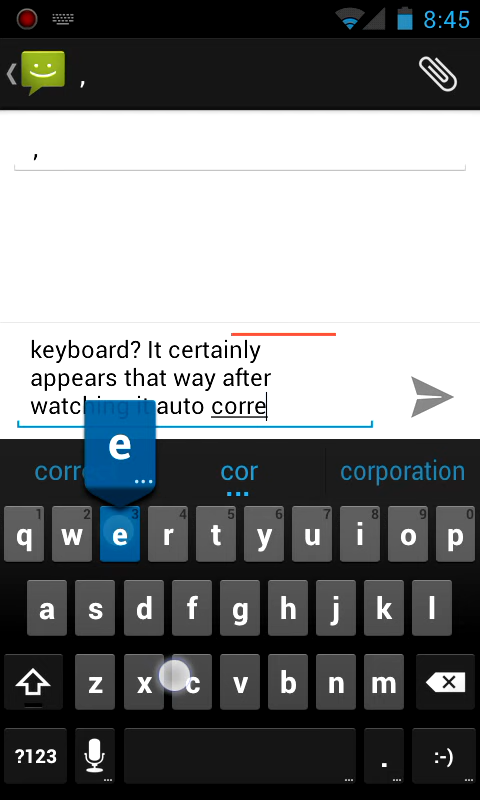 8:45
,
,
keyboard? It certainly
appears that way after
watching it auto corre
e
...
cor
corporation
1 2 3 4 5 6 7 8 9 0
q w e r t y u i o p
a s d f g h j k l
z x c v b n m
?123 . :-)